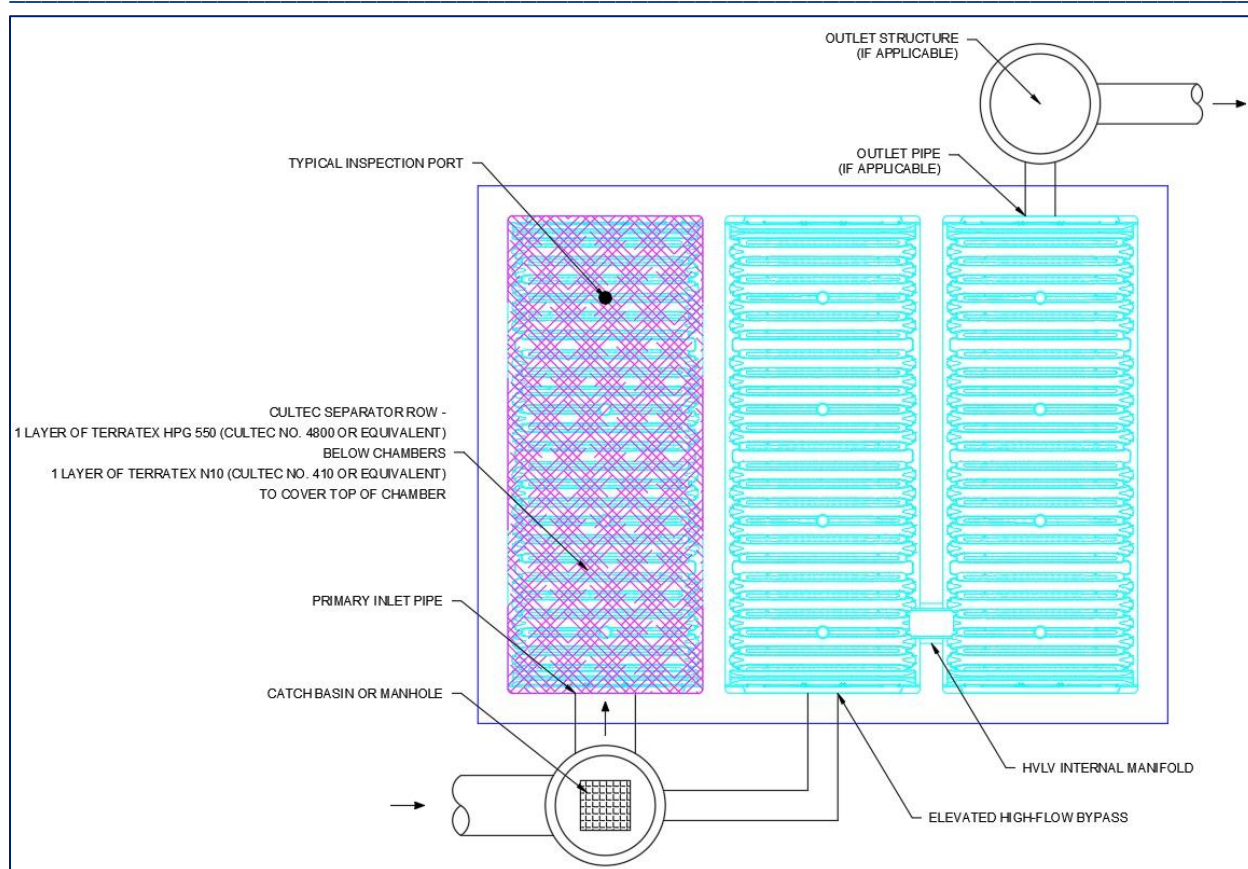 OUTLET STRUCTURE
(IF APPLICABLE)
TYPICAL INSPECTION PORT
OUTLET PIPE
(IF APPLICABLE)
CULTEC SEPARATOR ROW -
1 LAYER OF TERRATEX HPG 550 (CULTEC NO. 4800 OR EQUIVALENT)
BELOW CHAMBERS
1 LAYER OF TERRATEX N10 (CULTEC NO. 410 OR EQUIVALENT)
TO COVER TOP OF CHAMBER
PRIMARY INLET PIPE
CATCH BASIN OR MANHOLE
HVLV INTERNAL MANIFOLD
ELEVATED HIGH-FLOW BYPASS